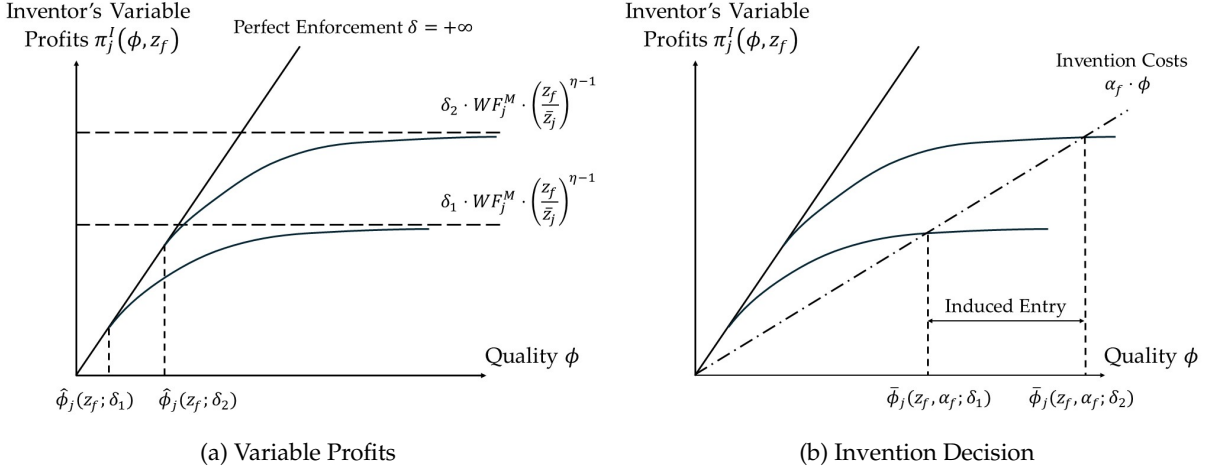 Inventor's Variable
Profits π_j^I(ϕ, z_f)
Perfect Enforcement δ = +∞
δ_2 · WF_j^M · (z_f / z̄_j)^{η−1}
δ_1 · WF_j^M · (z_f / z̄_j)^{η−1}
Quality ϕ
ϕ̂_j(z_f; δ_1)
ϕ̂_j(z_f; δ_2)
(a) Variable Profits
Inventor's Variable
Profits π_j^I(ϕ, z_f)
Invention Costs
α_f · ϕ
Induced Entry
Quality ϕ
ϕ̄_j(z_f, α_f; δ_1)
ϕ̄_j(z_f, α_f; δ_2)
(b) Invention Decision